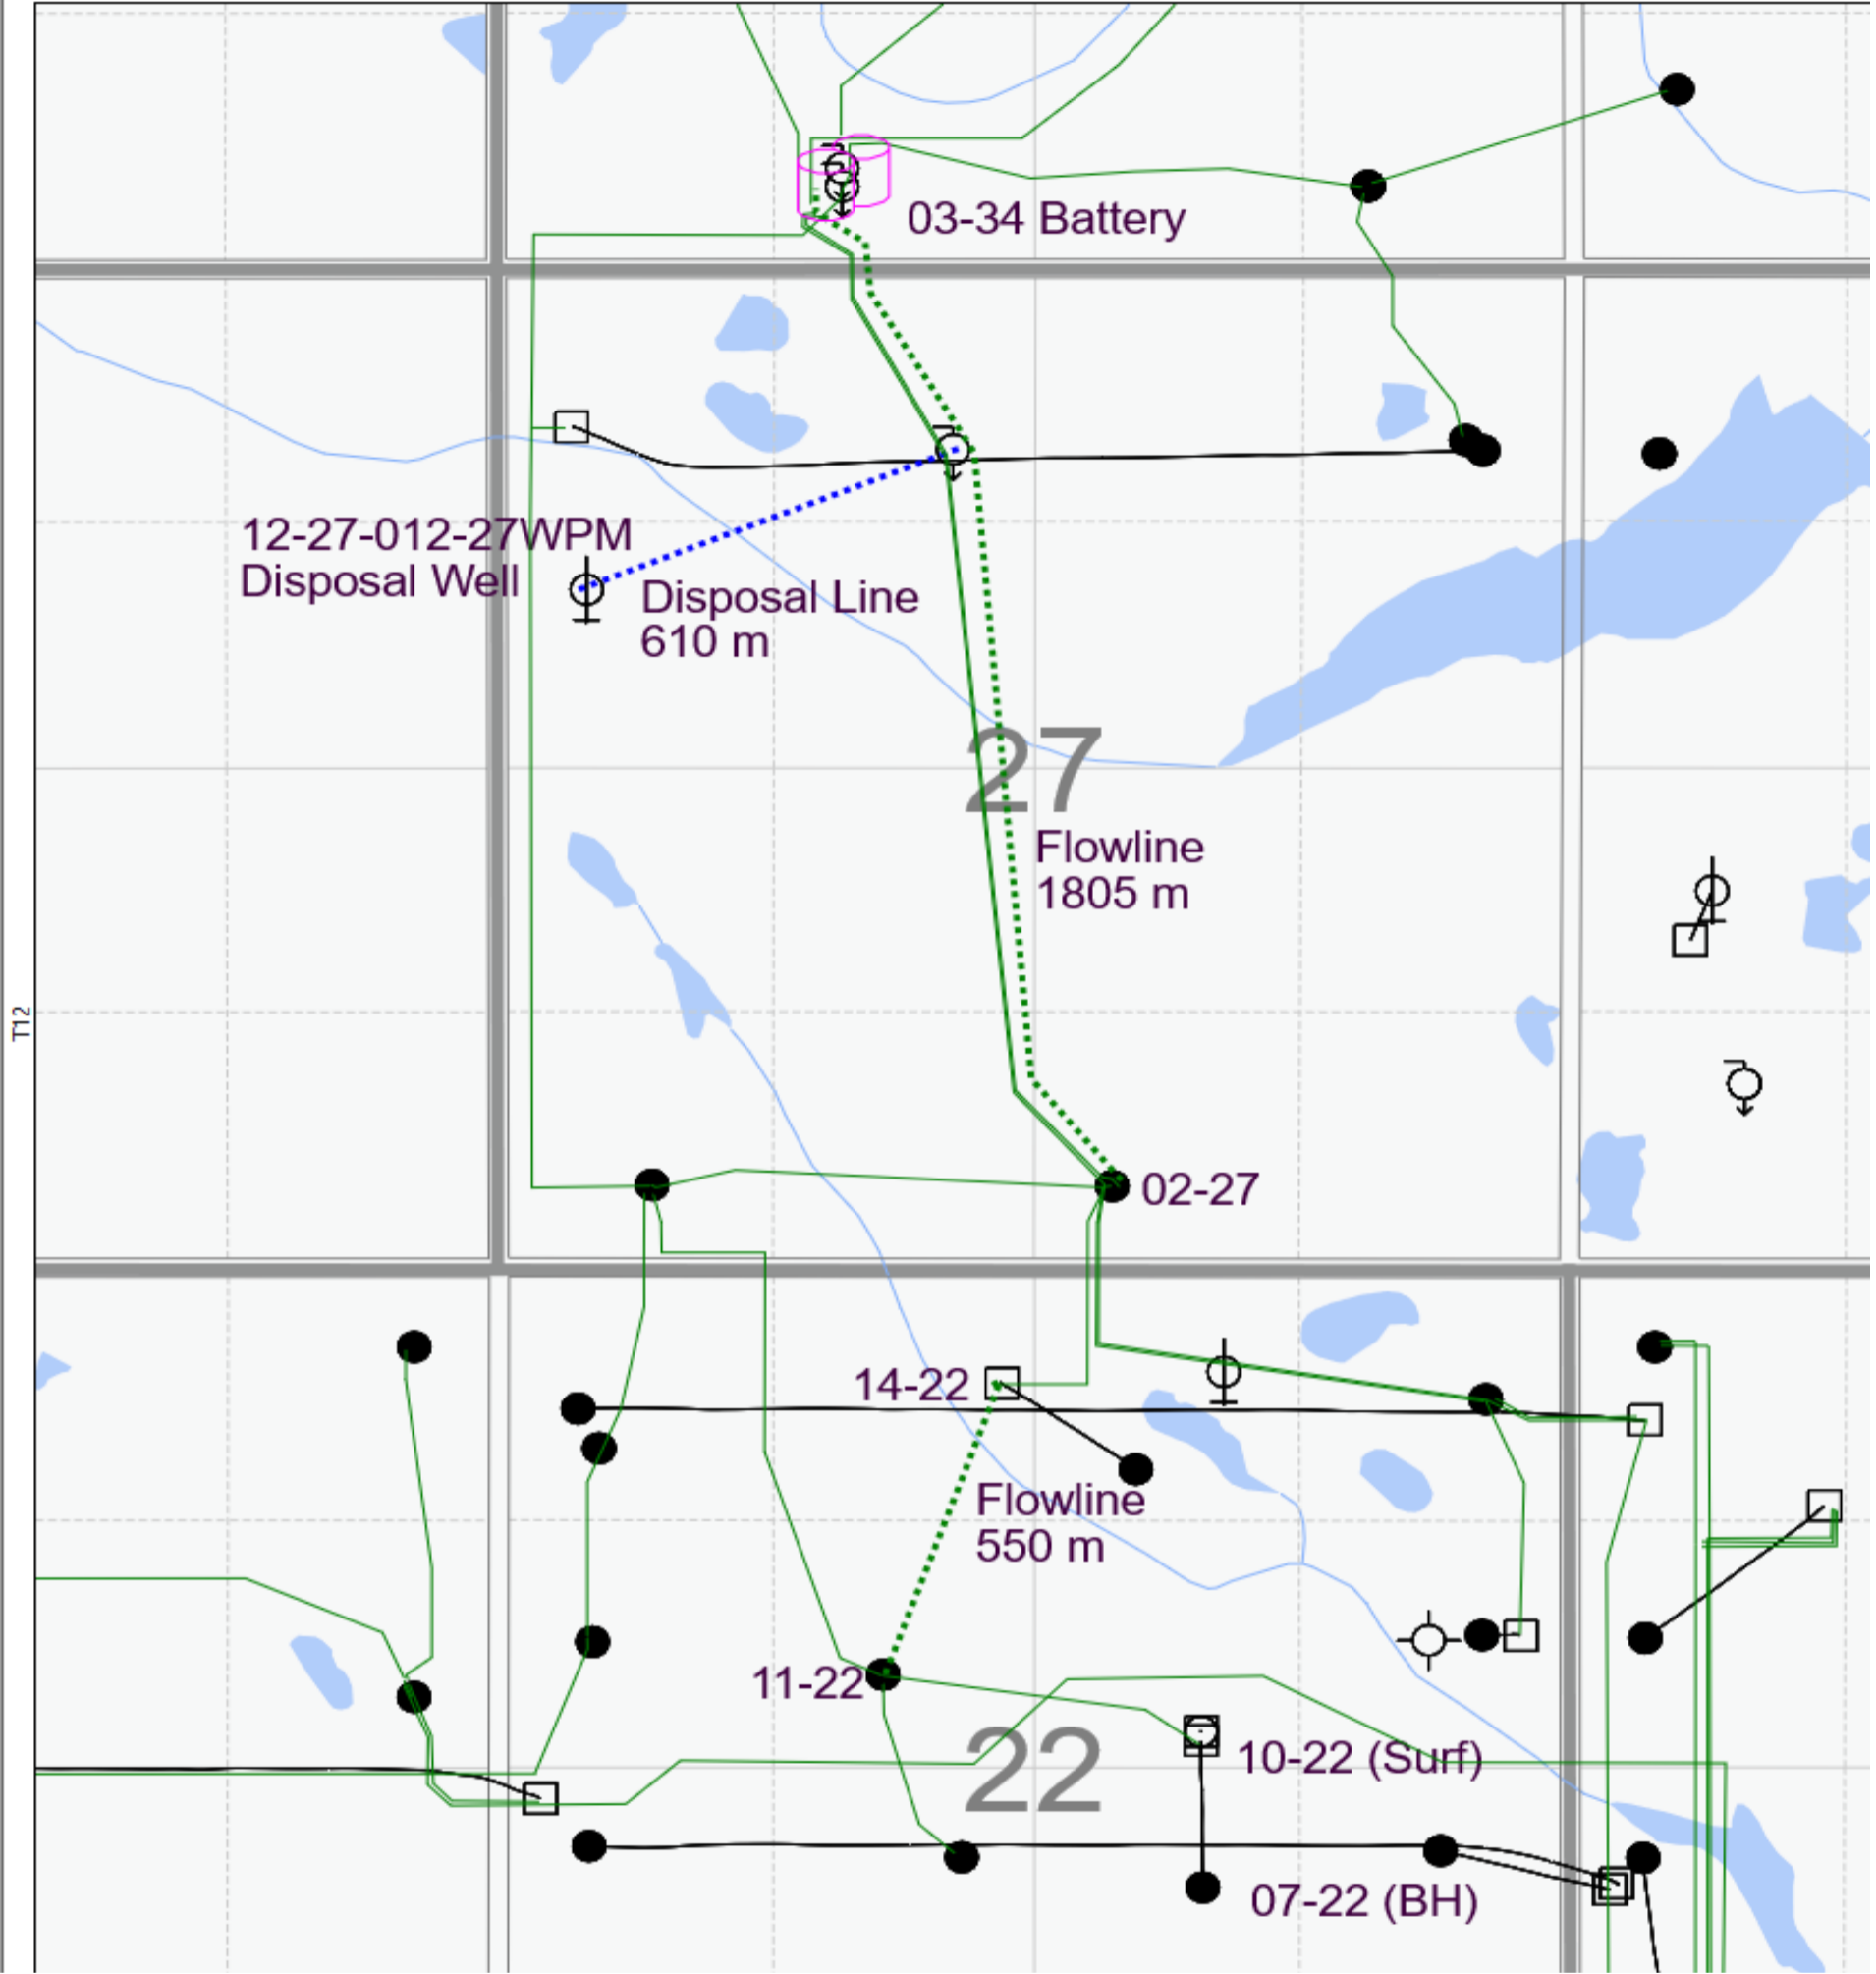 03-34 Battery
12-27-012-27WPM
Disposal Well
Disposal Line
610 m
27
Flowline
1805 m
T12
02-27
14-22
Flowline
550 m
11-22
22
10-22 (Surf)
07-22 (BH)